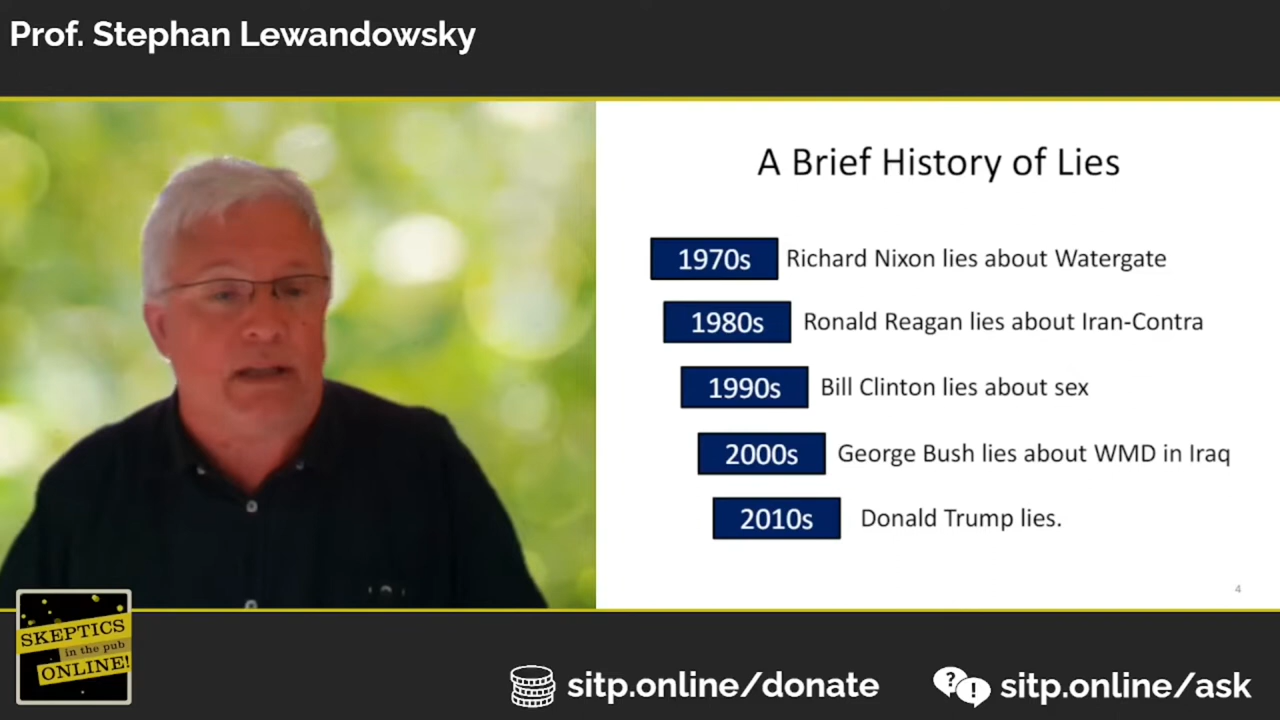 Prof. Stephan Lewandowsky
A Brief History of Lies
1970s Richard Nixon lies about Watergate
1980s Ronald Reagan lies about Iran-Contra
1990s Bill Clinton lies about sex
2000s George Bush lies about WMD in Iraq
2010s Donald Trump lies.
4
SKEPTICS
in the pub
ONLINE!
sitp.online/donate
? ! sitp.online/ask